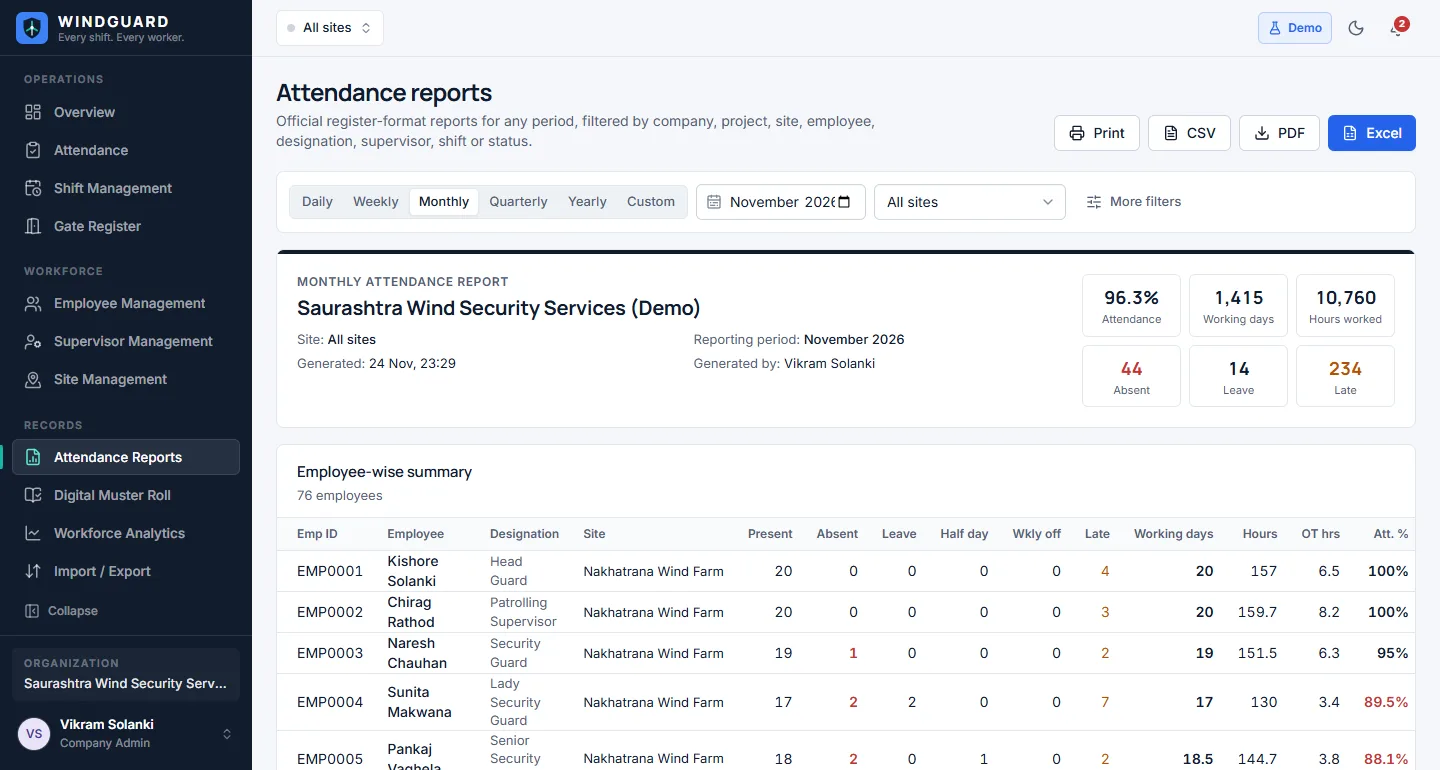 WINDGUARD
Every shift. Every worker.
OPERATIONS
Overview
Attendance
Shift Management
Gate Register
WORKFORCE
Employee Management
Supervisor Management
Site Management
RECORDS
Attendance Reports
Digital Muster Roll
Workforce Analytics
Import / Export
Collapse
ORGANIZATION
Saurashtra Wind Security Serv...
VS
Vikram Solanki
Company Admin
All sites
Demo
2
Attendance reports
Official register-format reports for any period, filtered by company, project, site, employee,
designation, supervisor, shift or status.
Print
CSV
PDF
Excel
Daily Weekly Monthly Quarterly Yearly Custom
November 2026
All sites
More filters
MONTHLY ATTENDANCE REPORT
Saurashtra Wind Security Services (Demo)
Site: All sites
Reporting period: November 2026
Generated: 24 Nov, 23:29
Generated by: Vikram Solanki
96.3%
Attendance
1,415
Working days
10,760
Hours worked
44
Absent
14
Leave
234
Late
Employee-wise summary
76 employees
Emp ID Employee Designation Site Present Absent Leave Half day Wkly off Late Working days Hours OT hrs Att. %
EMP0001 Kishore Solanki Head Guard Nakhatrana Wind Farm 20 0 0 0 0 4 20 157 6.5 100%
EMP0002 Chirag Rathod Patrolling Supervisor Nakhatrana Wind Farm 20 0 0 0 0 3 20 159.7 8.2 100%
EMP0003 Naresh Chauhan Security Guard Nakhatrana Wind Farm 19 1 0 0 0 2 19 151.5 6.3 95%
EMP0004 Sunita Makwana Lady Security Guard Nakhatrana Wind Farm 17 2 2 0 0 7 17 130 3.4 89.5%
EMP0005 Pankaj Vaghela Senior Security Nakhatrana Wind Farm 18 2 0 1 0 2 18.5 144.7 3.8 88.1%